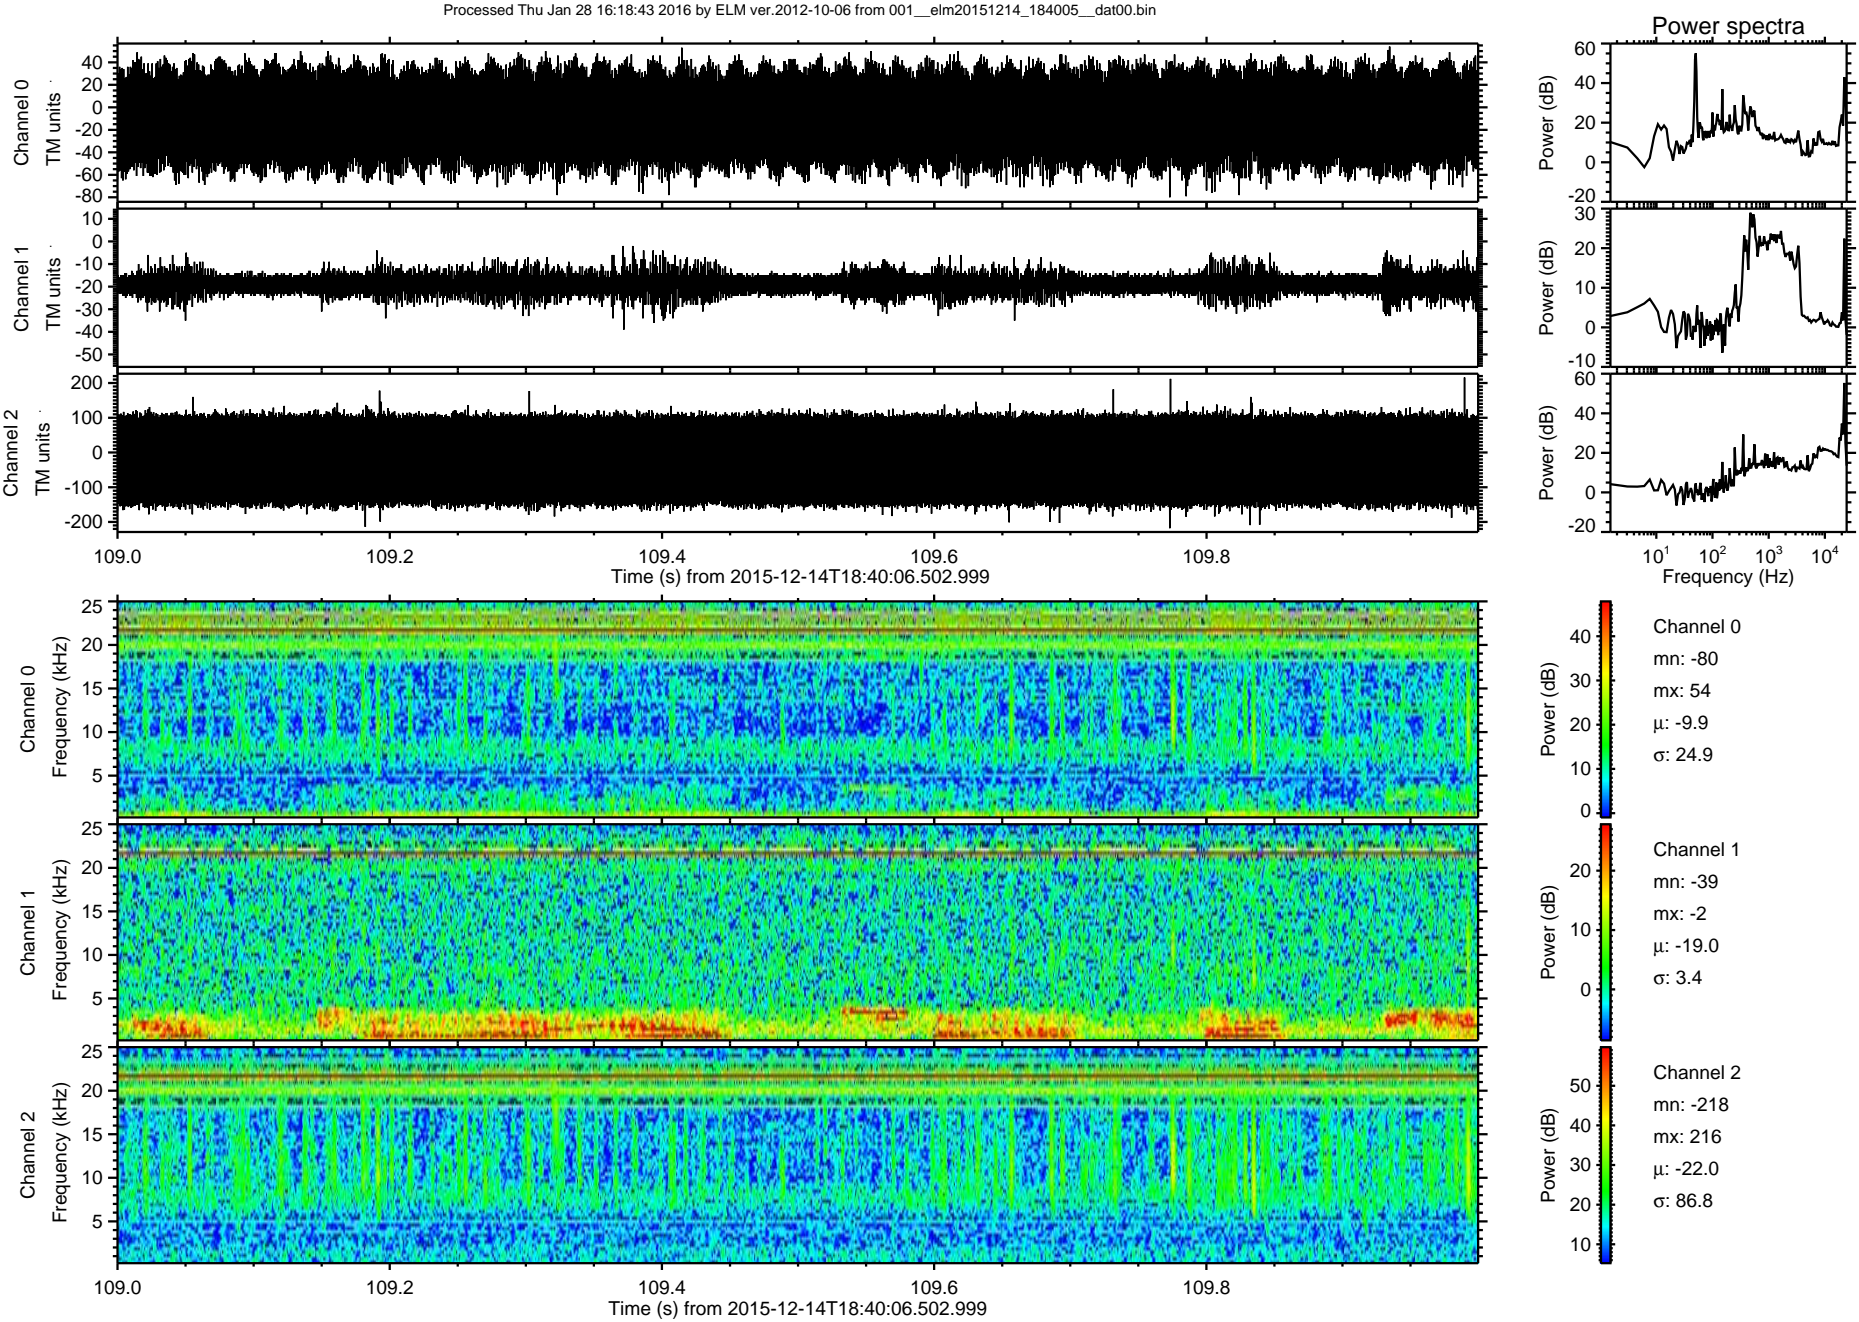 Processed Thu Jan 28 16:18:43 2016 by ELM ver.2012-10-06 from 001__elm20151214_184005__dat00.bin
Power spectra
Channel 0
TM units
40
20
0
-20
-40
-60
-80
Power (dB)
60
40
20
0
-20
Channel 1
TM units
10
0
-10
-20
-30
-40
-50
Power (dB)
30
20
10
0
-10
Channel 2
TM units
200
100
0
-100
-200
Power (dB)
60
40
20
0
-20
109.0 109.2 109.4 109.6 109.8
Time (s) from 2015-12-14T18:40:06.502.999
10^1 10^2 10^3 10^4
Frequency (Hz)
Channel 0
Frequency (kHz)
25
20
15
10
5
Power (dB)
40
30
20
10
0
Channel 0
mn: -80
mx: 54
μ: -9.9
σ: 24.9
Channel 1
Frequency (kHz)
25
20
15
10
5
Power (dB)
20
10
0
Channel 1
mn: -39
mx: -2
μ: -19.0
σ: 3.4
Channel 2
Frequency (kHz)
25
20
15
10
5
Power (dB)
50
40
30
20
10
Channel 2
mn: -218
mx: 216
μ: -22.0
σ: 86.8
109.0 109.2 109.4 109.6 109.8
Time (s) from 2015-12-14T18:40:06.502.999